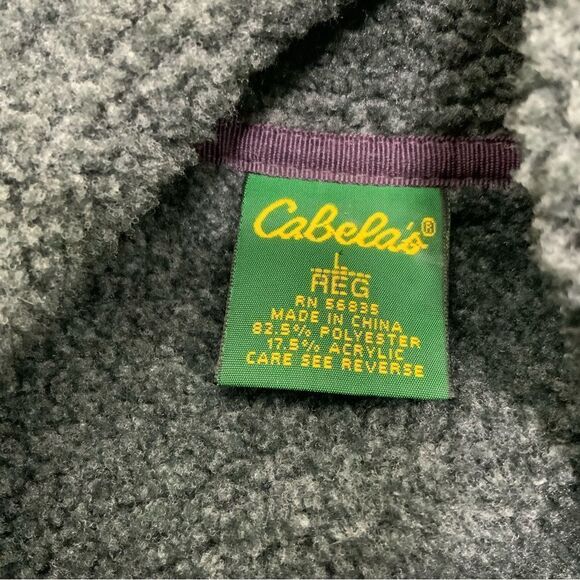 Cabela's®
L
REG
RN 56835
MADE IN CHINA
82.5% POLYESTER
17.5% ACRYLIC
CARE SEE REVERSE